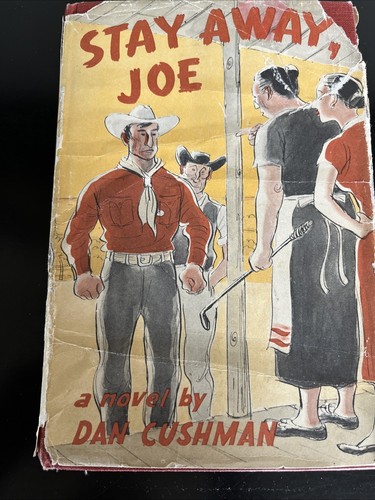 STAY AWAY,
JOE
a novel by
DAN CUSHMAN